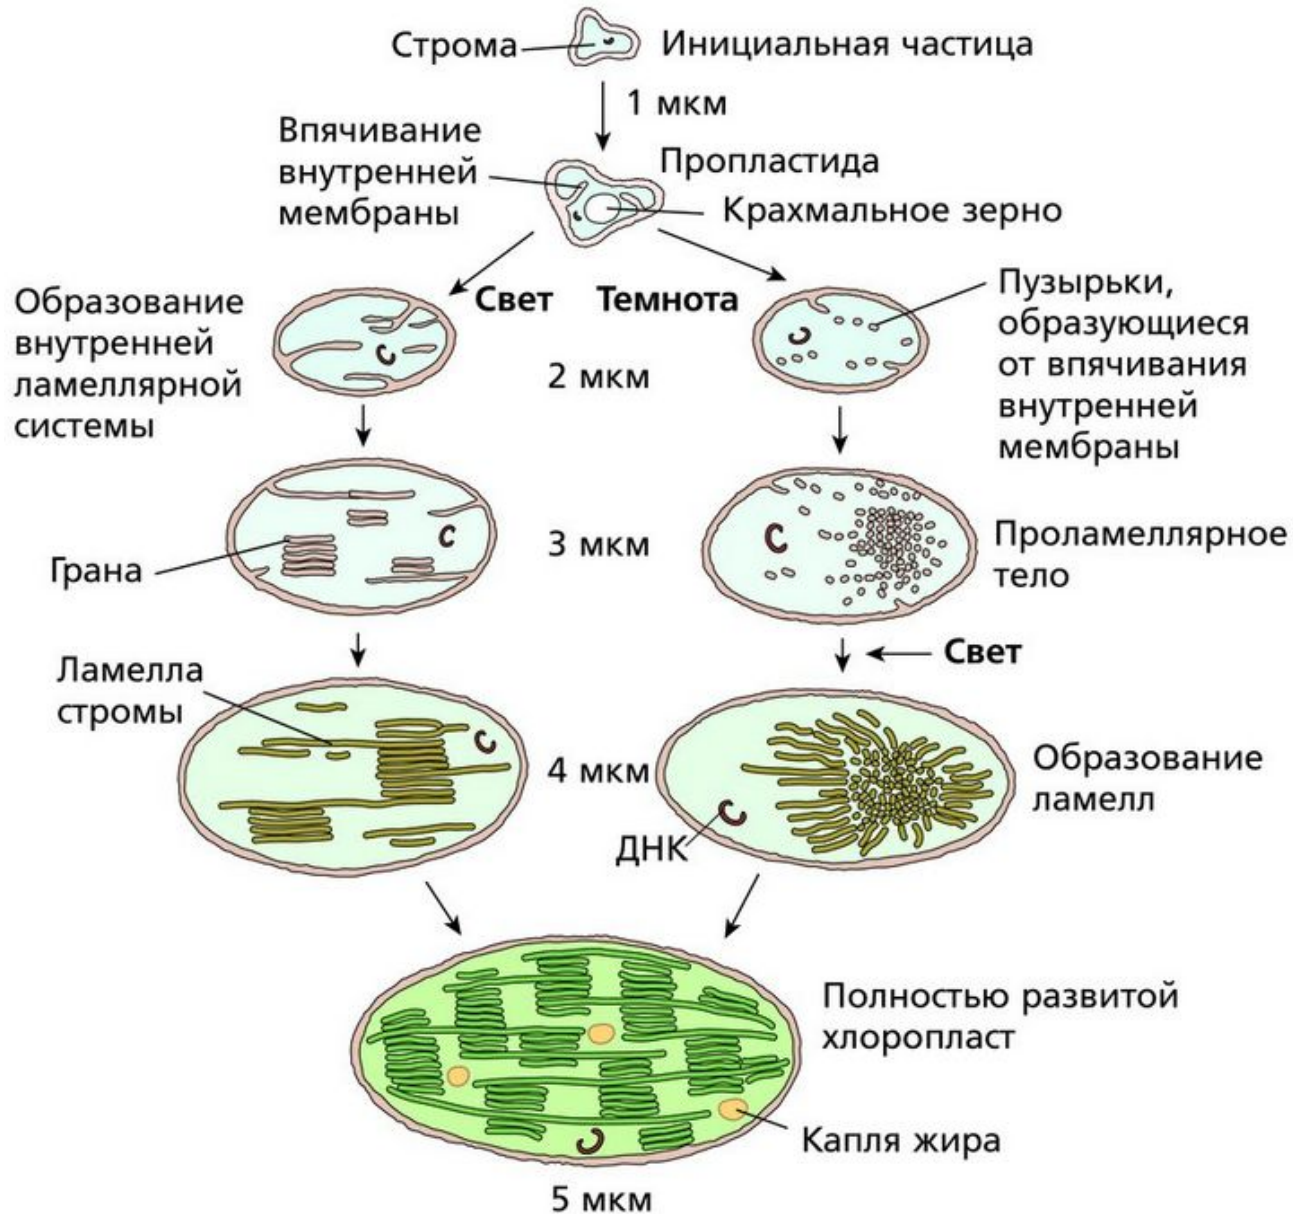 Строма
Инициальная частица
1 мкм
Впячивание
внутренней
мембраны
Пропластида
Крахмальное зерно
Образование
внутренней
ламеллярной
системы
Свет
Темнота
Пузырьки,
образующиеся
от впячивания
внутренней
мембраны
2 мкм
Грана
3 мкм
Проламеллярное
тело
Свет
Ламелла
стромы
4 мкм
Образование
ламелл
ДНК
Полностью развитой
хлоропласт
Капля жира
5 мкм